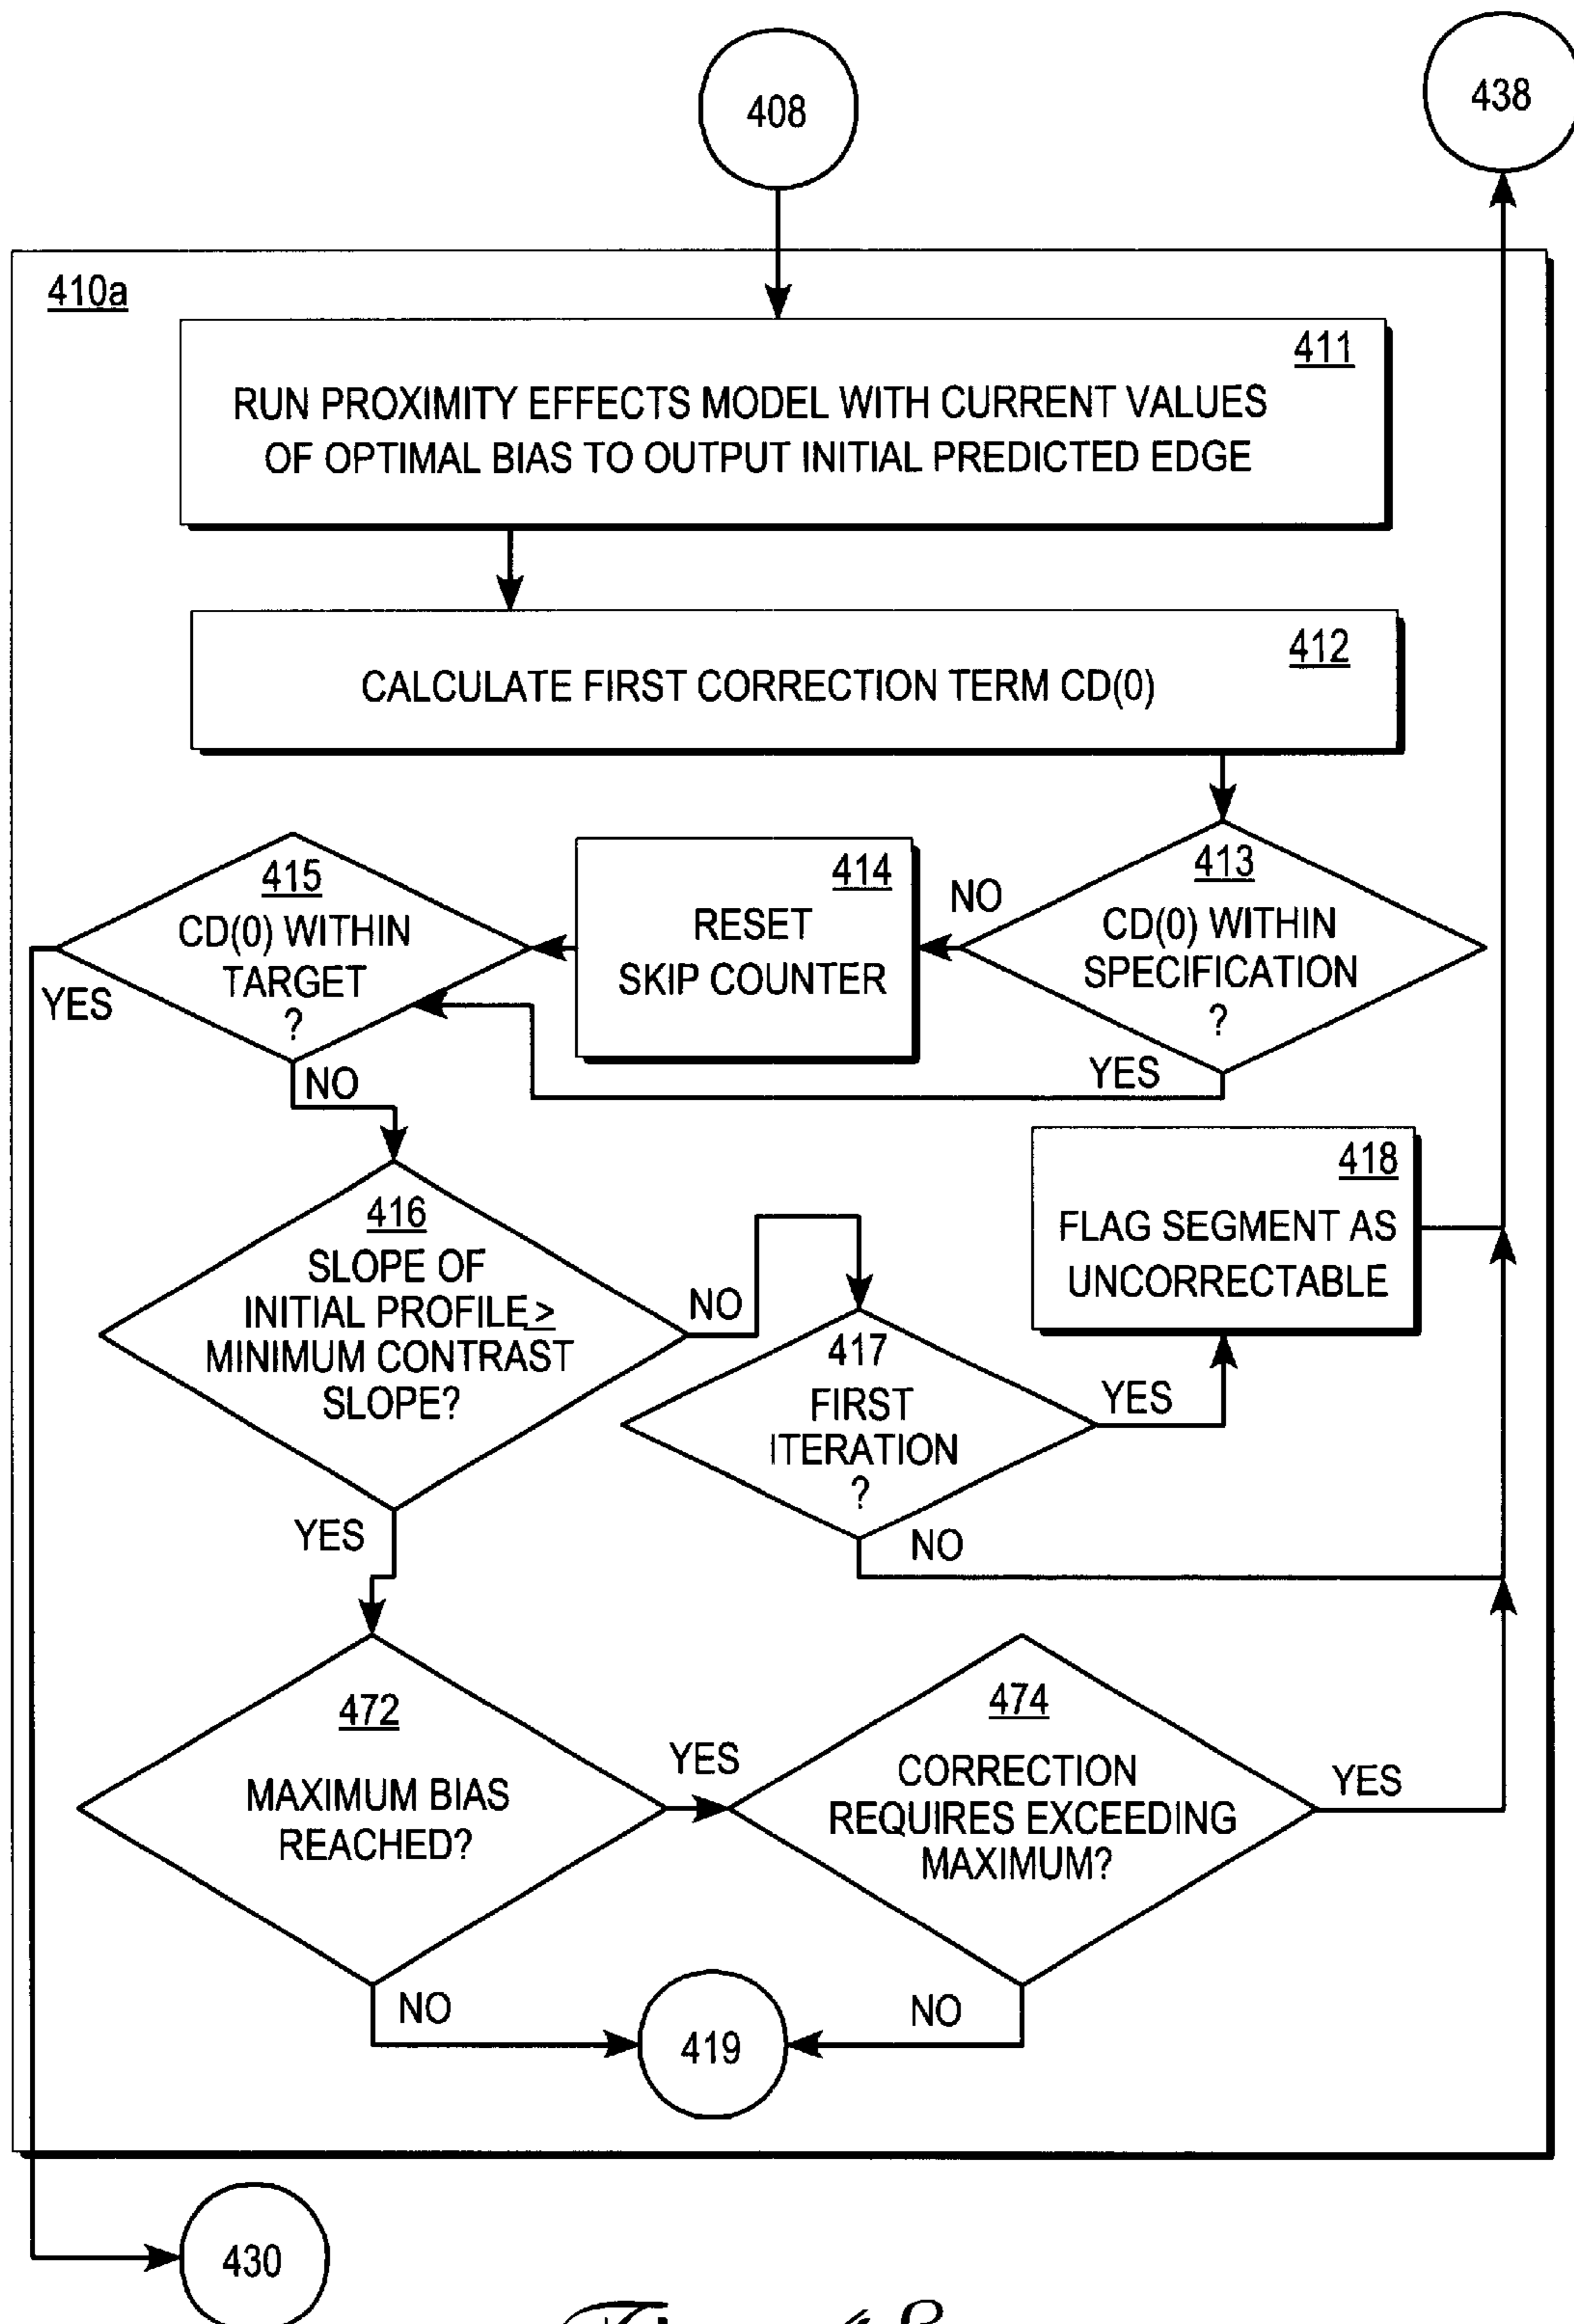 408
438
410a
411
RUN PROXIMITY EFFECTS MODEL WITH CURRENT VALUES
OF OPTIMAL BIAS TO OUTPUT INITIAL PREDICTED EDGE
412
CALCULATE FIRST CORRECTION TERM CD(0)
415
CD(0) WITHIN
TARGET
?
YES
NO
414
RESET
SKIP COUNTER
NO
413
CD(0) WITHIN
SPECIFICATION
?
YES
416
SLOPE OF
INITIAL PROFILE ≥
MINIMUM CONTRAST
SLOPE?
NO
YES
417
FIRST
ITERATION
?
YES
NO
418
FLAG SEGMENT AS
UNCORRECTABLE
472
MAXIMUM BIAS
REACHED?
YES
NO
474
CORRECTION
REQUIRES EXCEEDING
MAXIMUM?
YES
NO
419
430